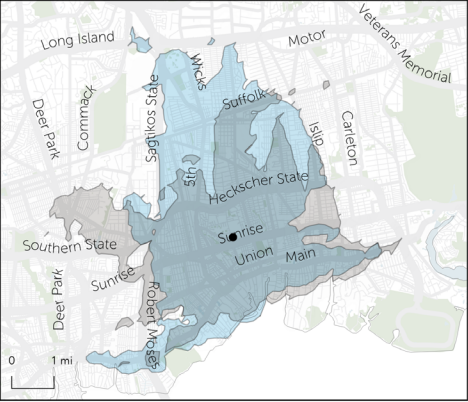 Long Island
Motor
Veterans Memorial
Wicks
Sagtikos State
Commack
Deer Park
Suffolk
Islip
Carleton
5th
Heckscher State
Sunrise
Southern State
Union
Main
Sunrise
Deer Park
Robert Moses
0 1 mi